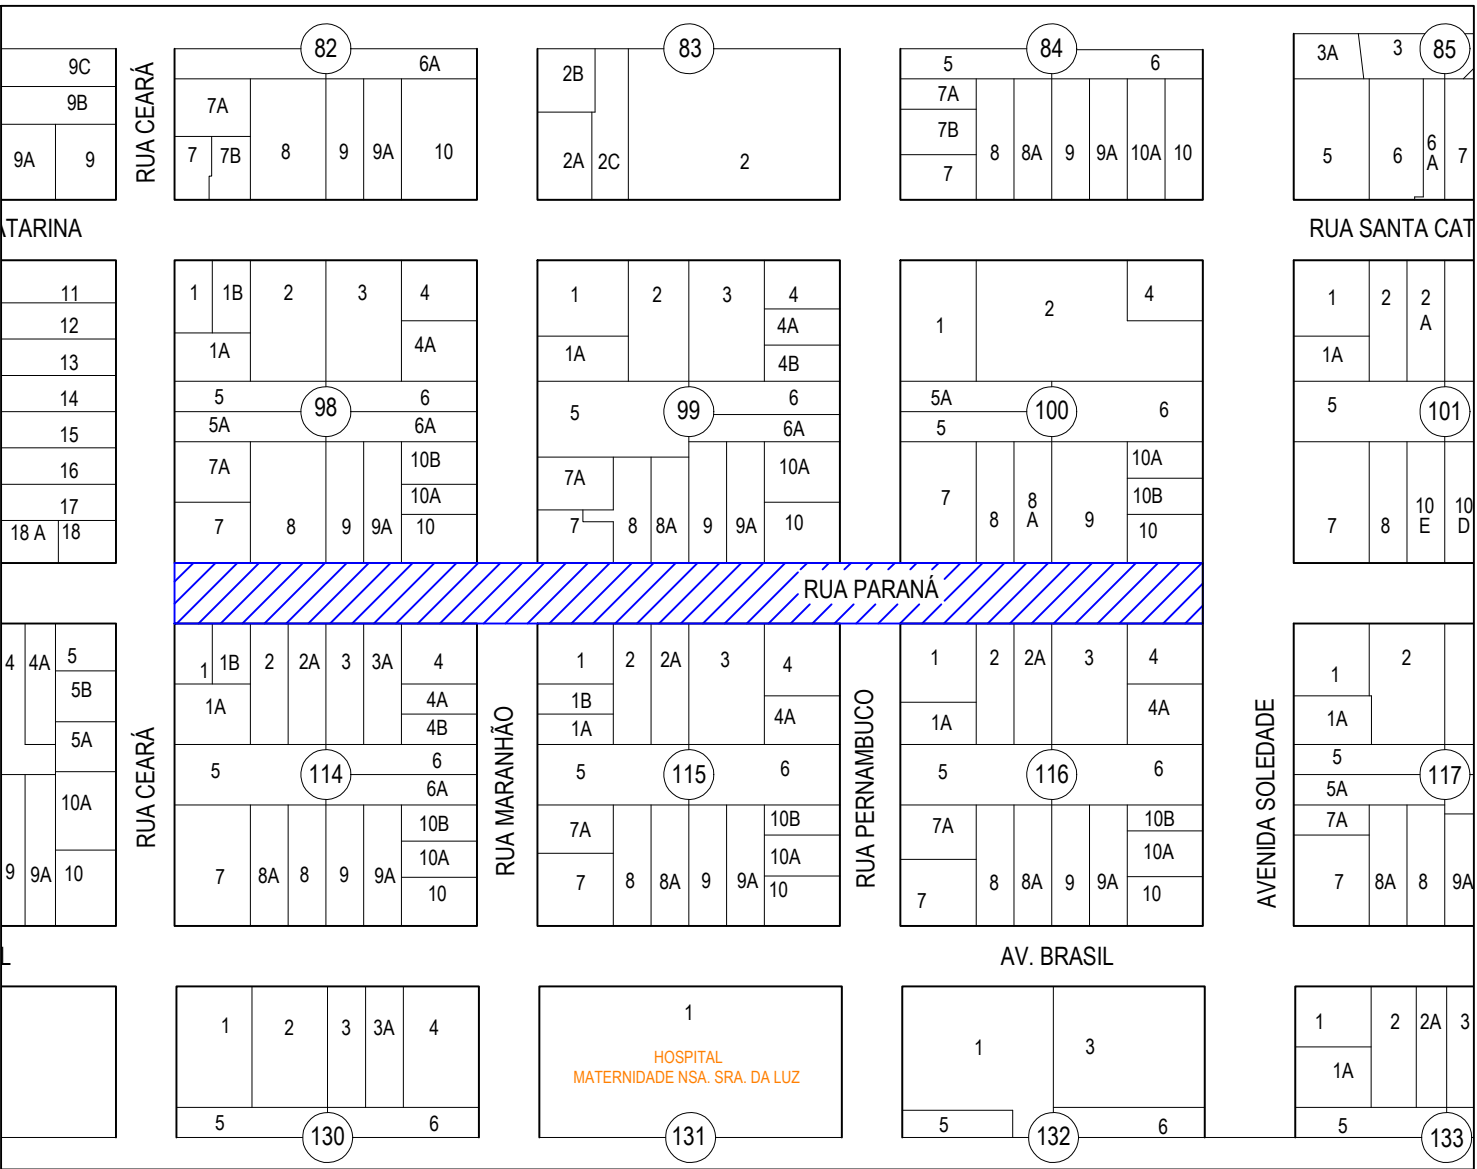 82
83
84
85
9C
9B
9A
9
RUA CEARÁ
6A
7A
7
7B
8
9
9A
10
2B
2A
2C
2
5
6
7A
7B
7
8
8A
9
9A
10A
10
3A
3
5
6
6
A
7
ATARINA
RUA SANTA CAT
11
12
13
14
15
16
17
18 A
18
1
1B
1A
2
3
4
4A
5
5A
98
6
6A
7A
7
8
9
9A
10B
10A
10
1
1A
2
3
4
4A
4B
5
99
6
6A
7A
7
8
8A
9
9A
10A
10
1
2
4
5A
5
100
6
7
8
8
A
9
10A
10B
10
1
1A
2
2
A
5
101
7
8
10
E
10
D
RUA PARANÁ
4
4A
5
5B
5A
10A
9
9A
10
RUA CEARÁ
1
1B
1A
2
2A
3
3A
4
4A
4B
5
114
6
6A
7
8A
8
9
9A
10B
10A
10
RUA MARANHÃO
1
1B
1A
2
2A
3
4
4A
5
115
6
7A
7
8
8A
9
9A
10B
10A
10
RUA PERNAMBUCO
1
1A
2
2A
3
4
4A
5
116
6
7A
7
8
8A
9
9A
10B
10A
10
AVENIDA SOLEDADE
1
1A
2
5
5A
117
7A
7
8A
8
9A
L
AV. BRASIL
1
2
3
3A
4
5
130
6
1
HOSPITAL
MATERNIDADE NSA. SRA. DA LUZ
131
1
3
5
132
6
1
1A
2
2A
3
5
133